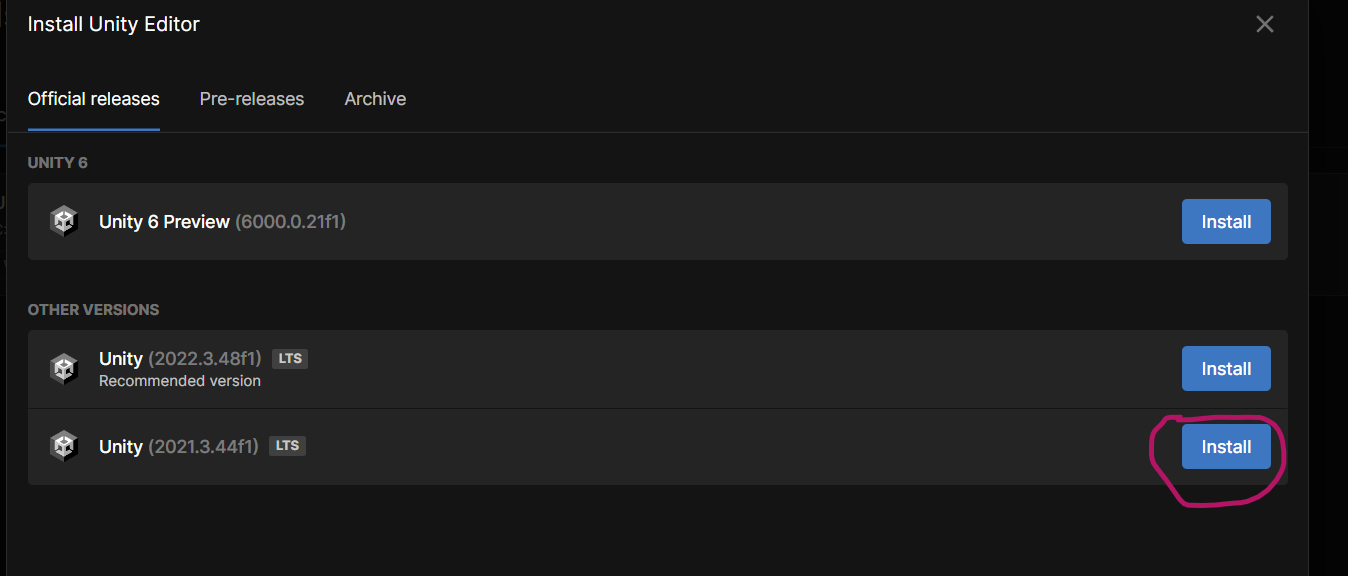 Install Unity Editor
Official releases Pre-releases Archive
UNITY 6
Unity 6 Preview (6000.0.21f1) Install
OTHER VERSIONS
Unity (2022.3.48f1) LTS Install
Recommended version
Unity (2021.3.44f1) LTS Install